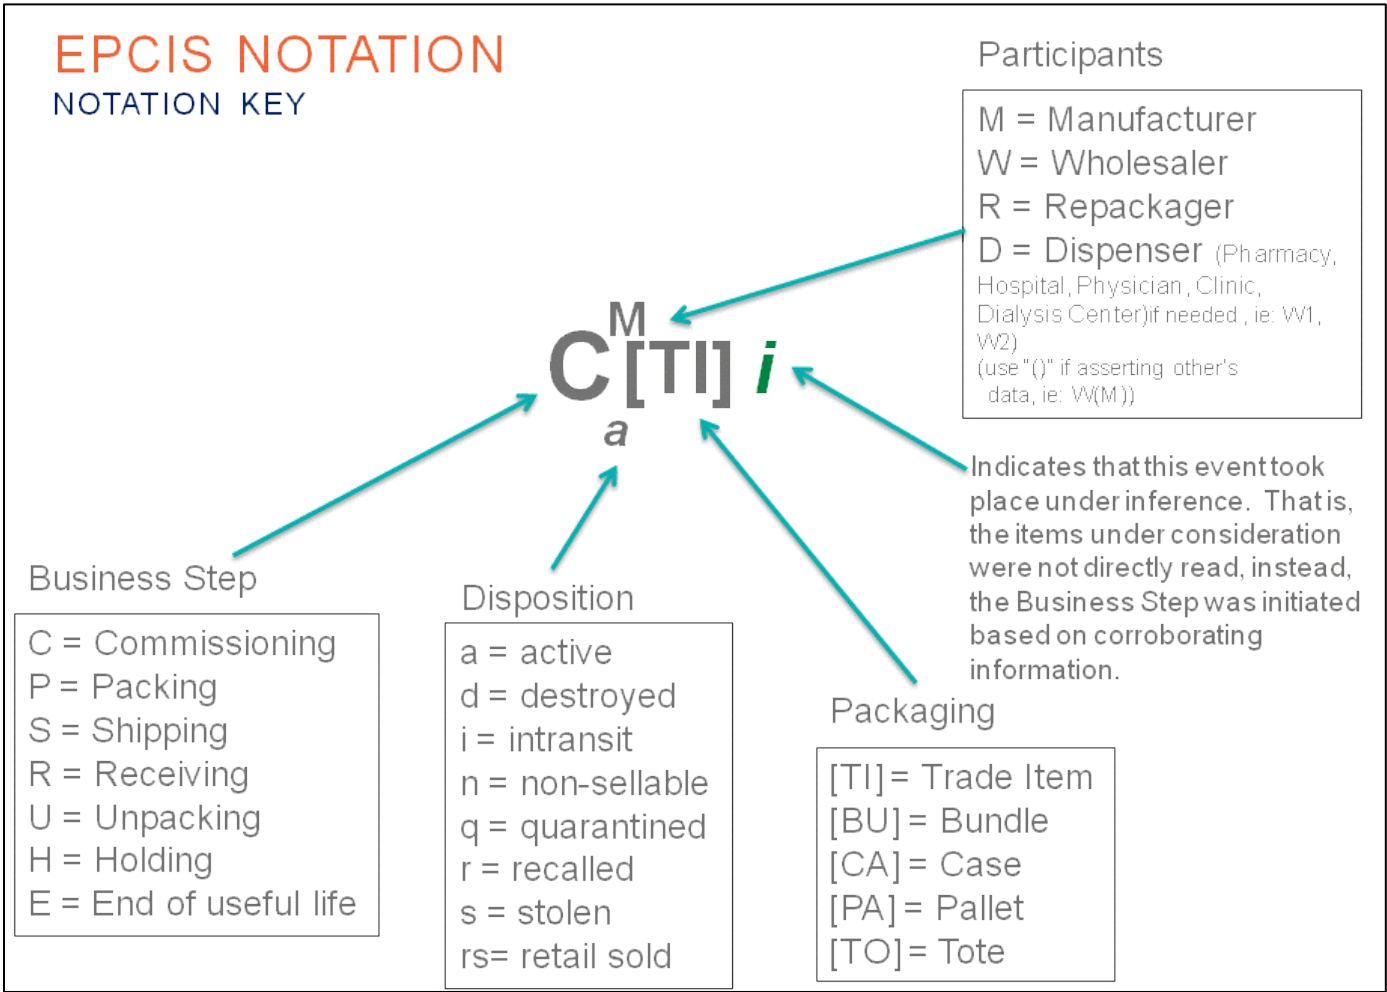 EPCIS NOTATION
NOTATION KEY
Participants
M = Manufacturer
W = Wholesaler
R = Repackager
D = Dispenser (Pharmacy,
Hospital, Physician, Clinic,
Dialysis Center)if needed , ie: W1,
W2)
(use "()" if asserting other's
data, ie: W(M))
M
C[TI] i
a
Indicates that this event took
place under inference. That is,
the items under consideration
were not directly read, instead,
the Business Step was initiated
based on corroborating
information.
Business Step
C = Commissioning
P = Packing
S = Shipping
R = Receiving
U = Unpacking
H = Holding
E = End of useful life
Disposition
a = active
d = destroyed
i = intransit
n = non-sellable
q = quarantined
r = recalled
s = stolen
rs= retail sold
Packaging
[TI] = Trade Item
[BU] = Bundle
[CA] = Case
[PA] = Pallet
[TO] = Tote